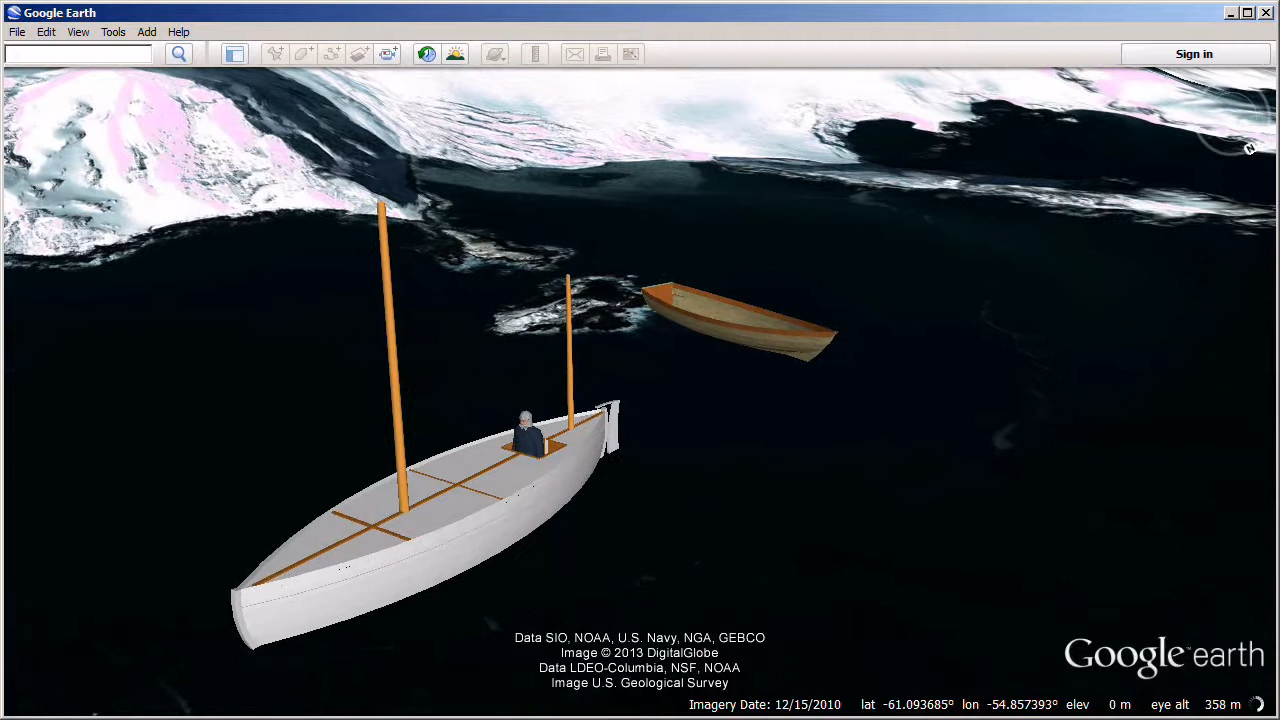 Google Earth
File Edit View Tools Add Help
Sign in
N
Data SIO, NOAA, U.S. Navy, NGA, GEBCO
Image © 2013 DigitalGlobe
Data LDEO-Columbia, NSF, NOAA
Image U.S. Geological Survey
Google™ earth
Imagery Date: 12/15/2010 lat -61.093685° lon -54.857393° elev 0 m eye alt 358 m